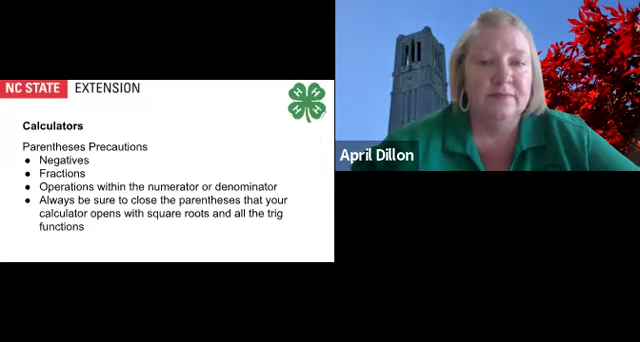 NC STATE EXTENSION
Calculators
Parentheses Precautions
● Negatives
● Fractions
● Operations within the numerator or denominator
● Always be sure to close the parentheses that your
calculator opens with square roots and all the trig
functions
H H
H H
April Dillon